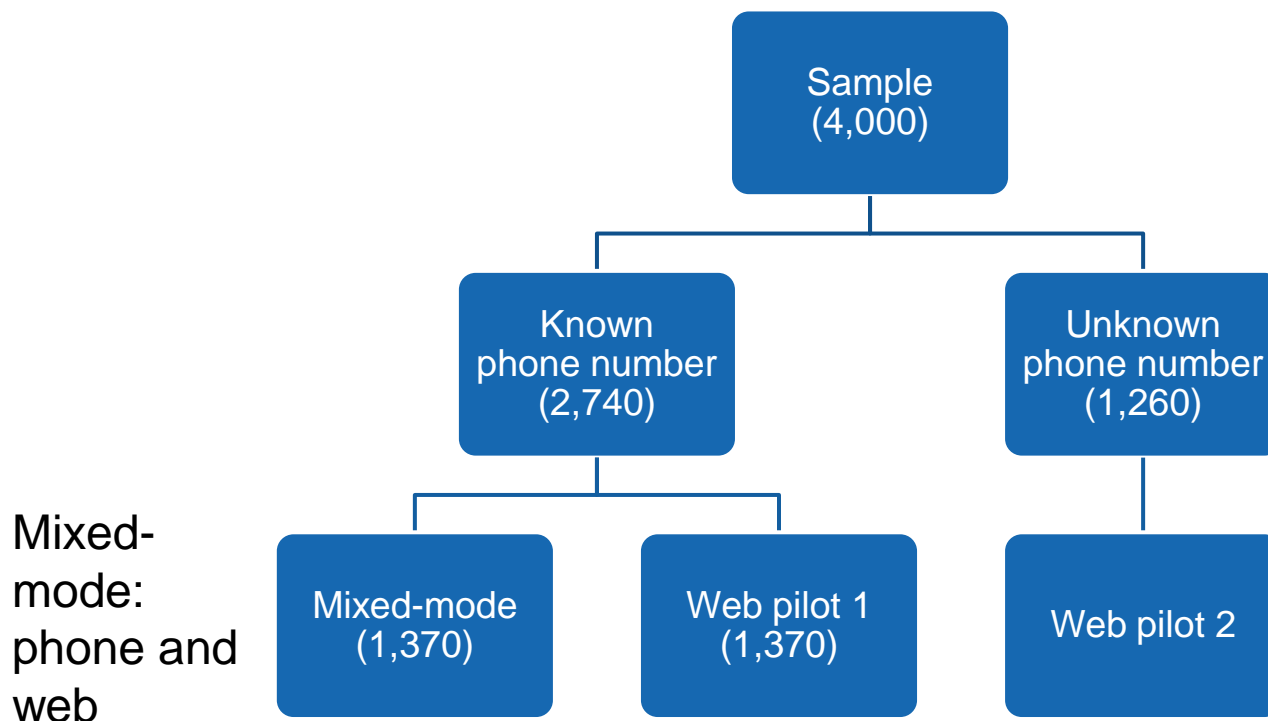 Sample
(4,000)
Known
phone number
(2,740)
Unknown
phone number
(1,260)
Mixed-
mode:
phone and
web
Mixed-mode
(1,370)
Web pilot 1
(1,370)
Web pilot 2